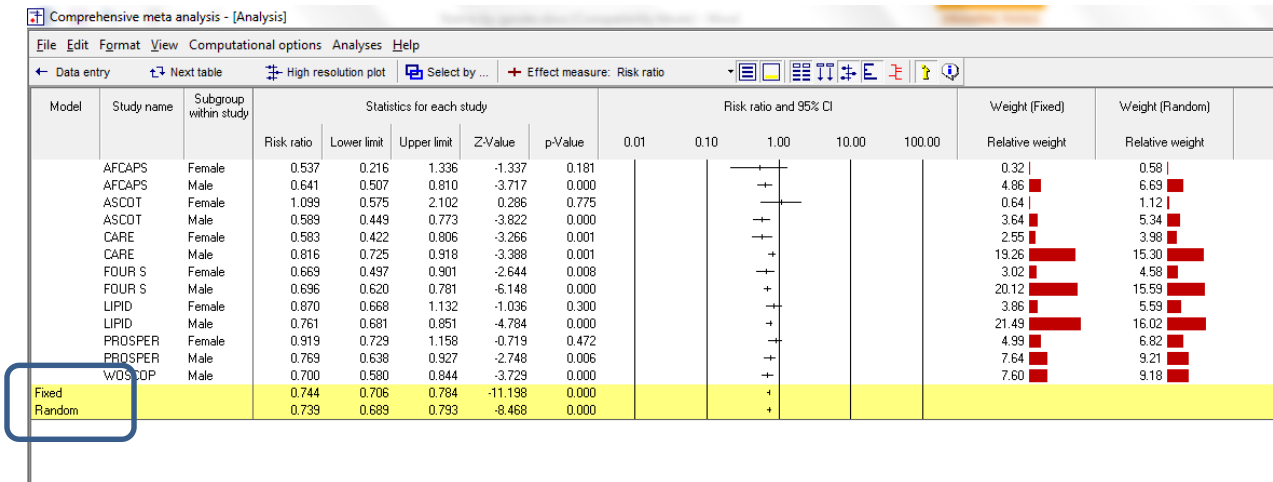 Comprehensive meta analysis - [Analysis]
File Edit Format View Computational options Analyses Help
Data entry Next table High resolution plot Select by ... Effect measure: Risk ratio
Model Study name Subgroup within study Statistics for each study Risk ratio and 95% CI Weight (Fixed) Weight (Random)
Risk ratio Lower limit Upper limit Z-Value p-Value 0.01 0.10 1.00 10.00 100.00 Relative weight Relative weight
AFCAPS Female 0.537 0.216 1.336 -1.337 0.181 0.32 0.58
AFCAPS Male 0.641 0.507 0.810 -3.717 0.000 4.86 6.69
ASCOT Female 1.099 0.575 2.102 0.286 0.775 0.64 1.12
ASCOT Male 0.589 0.449 0.773 -3.822 0.000 3.64 5.34
CARE Female 0.583 0.422 0.806 -3.266 0.001 2.55 3.98
CARE Male 0.816 0.725 0.918 -3.388 0.001 19.26 15.30
FOUR S Female 0.669 0.497 0.901 -2.644 0.008 3.02 4.58
FOUR S Male 0.696 0.620 0.781 -6.148 0.000 20.12 15.59
LIPID Female 0.870 0.668 1.132 -1.036 0.300 3.86 5.59
LIPID Male 0.761 0.681 0.851 -4.784 0.000 21.49 16.02
PROSPER Female 0.919 0.729 1.158 -0.719 0.472 4.99 6.82
PROSPER Male 0.769 0.638 0.927 -2.748 0.006 7.64 9.21
WOSCOP Male 0.700 0.580 0.844 -3.729 0.000 7.60 9.18
Fixed 0.744 0.706 0.784 -11.198 0.000
Random 0.739 0.689 0.793 -8.468 0.000